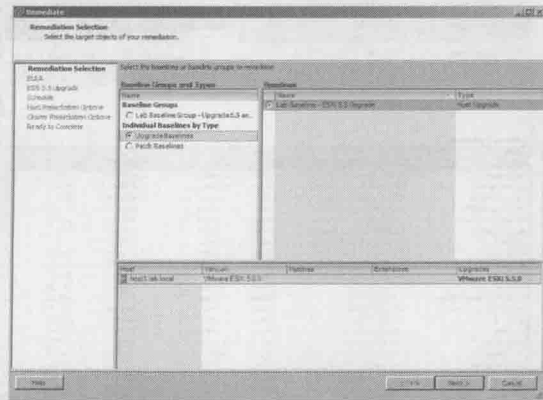 Remediate
Remediation Selection
Select the target objects of your remediation.
Remediation Selection
EULA
ESXi 5.5 Upgrade
Schedule
Host Remediation Options
Cluster Remediation Options
Ready to Complete
Select the baselines or baseline groups to remediate
Baseline Groups and Types
Name
Baseline Groups
Lab Baseline Group - Upgrade
Individual Baselines by Type
Upgrade Baselines
Patch Baselines
Baselines
Name
Type
Lab Baseline - ESXi 5.5 Upgrade
Host Upgrade
Host
Version
Patches
Extensions
Upgrades
VMware ESXi
VMware ESXi 5.5.0
Help
Next >
Cancel